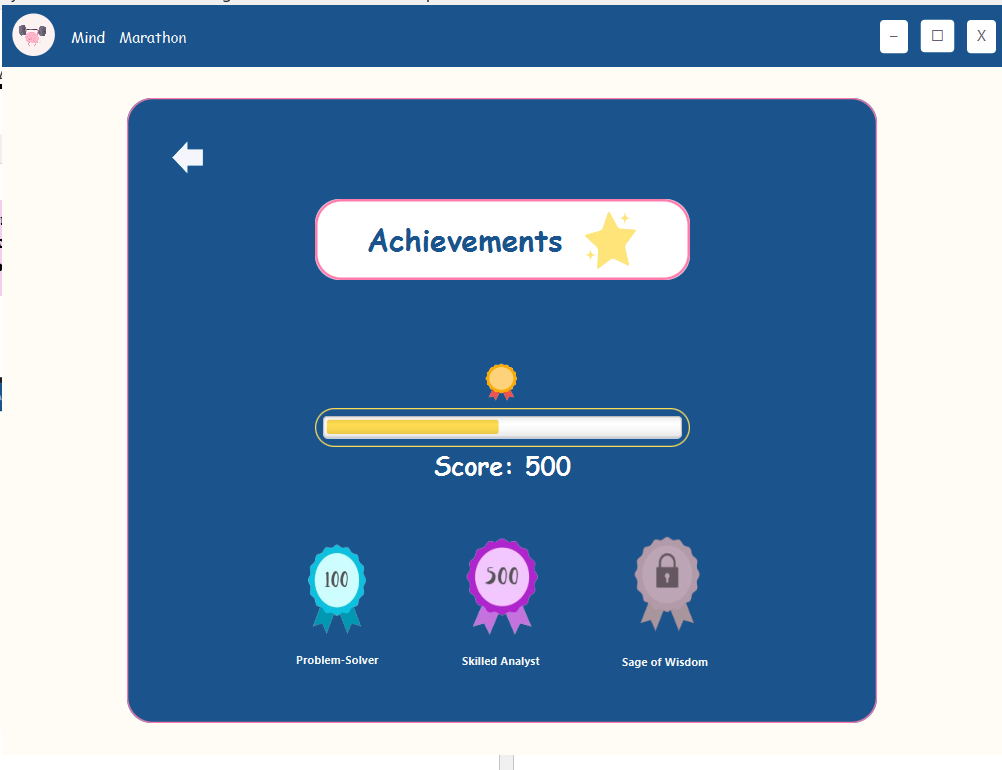 Mind Marathon
– □ X
Achievements
Score: 500
100
500
Problem-Solver
Skilled Analyst
Sage of Wisdom